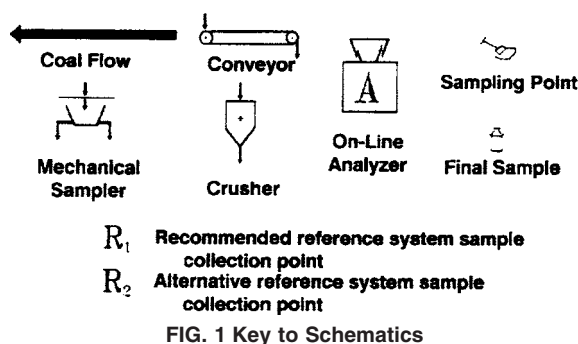 Coal Flow
Conveyor
A
Sampling Point
Mechanical
Sampler
Crusher
On-Line
Analyzer
Final Sample
R₁ Recommended reference system sample
collection point
R₂ Alternative reference system sample
collection point
FIG. 1 Key to Schematics